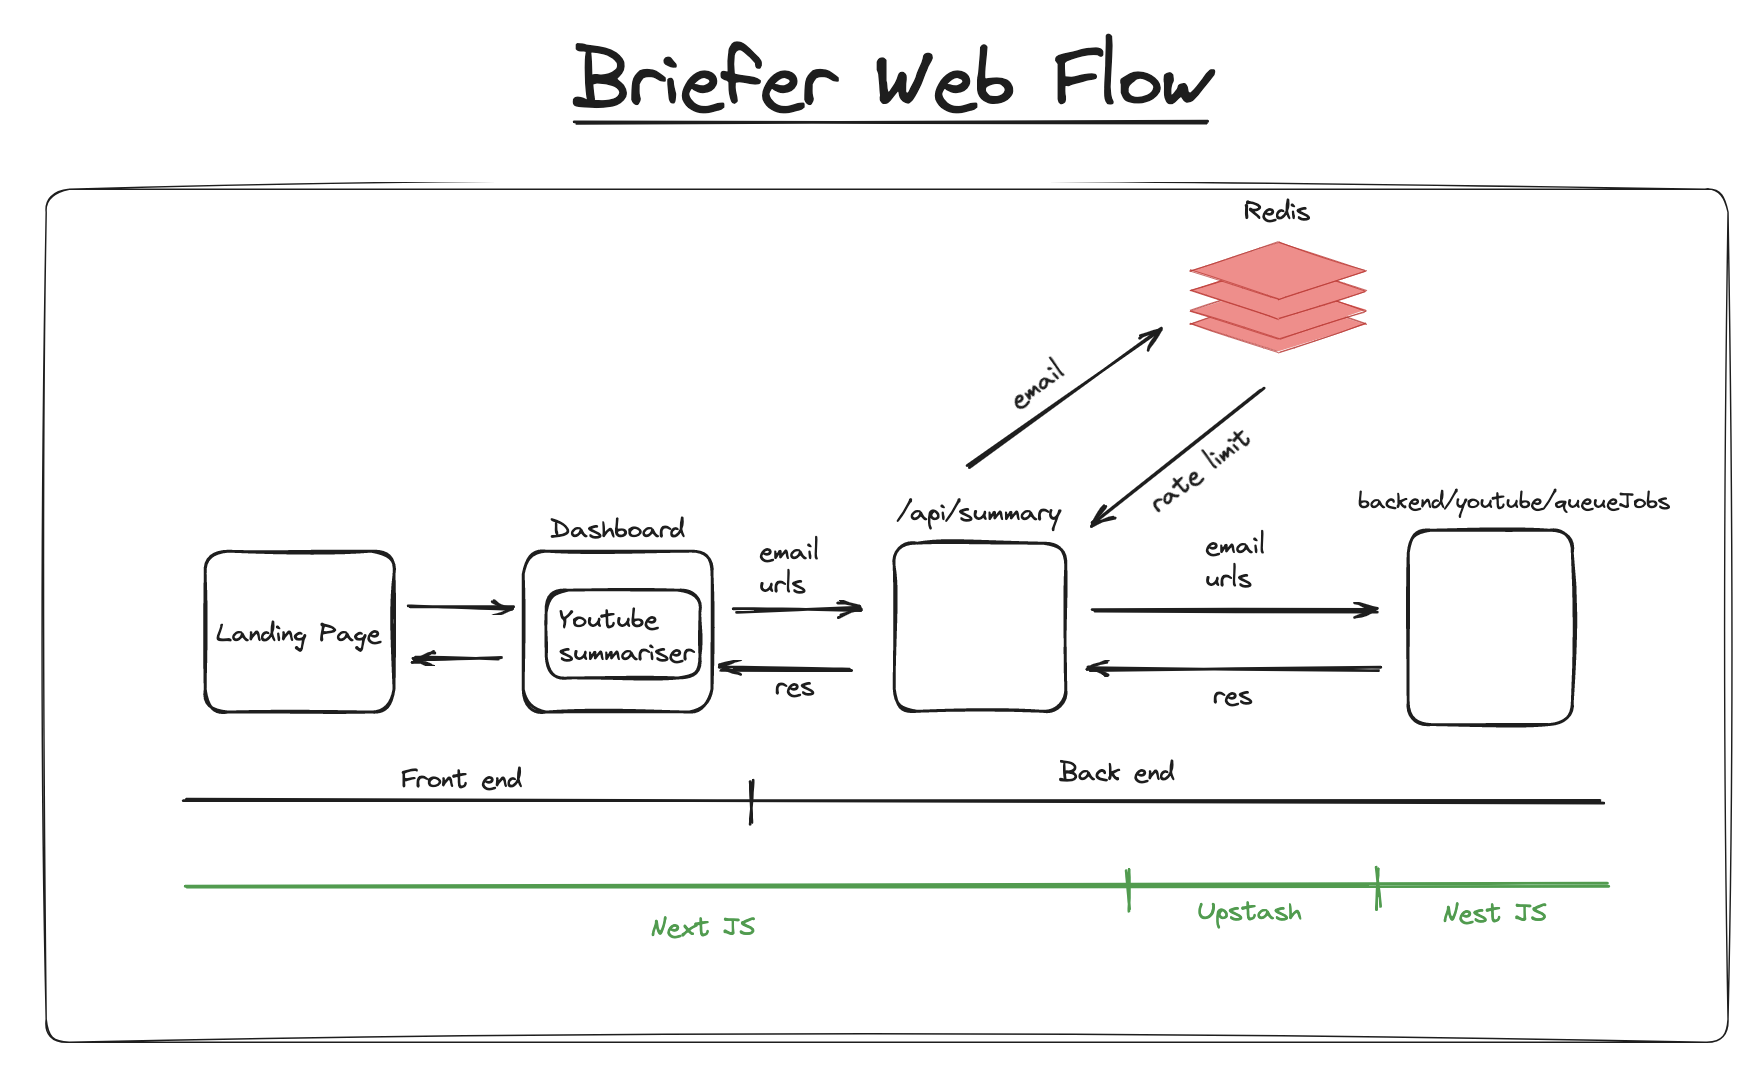 Briefer Web Flow
Redis
email
rate limit
backend/youtube/queueJobs
/api/summary
Dashboard
email
urls
email
urls
Landing Page
Youtube
summariser
res
res
Front end
Back end
Next JS
Upstash
Nest JS